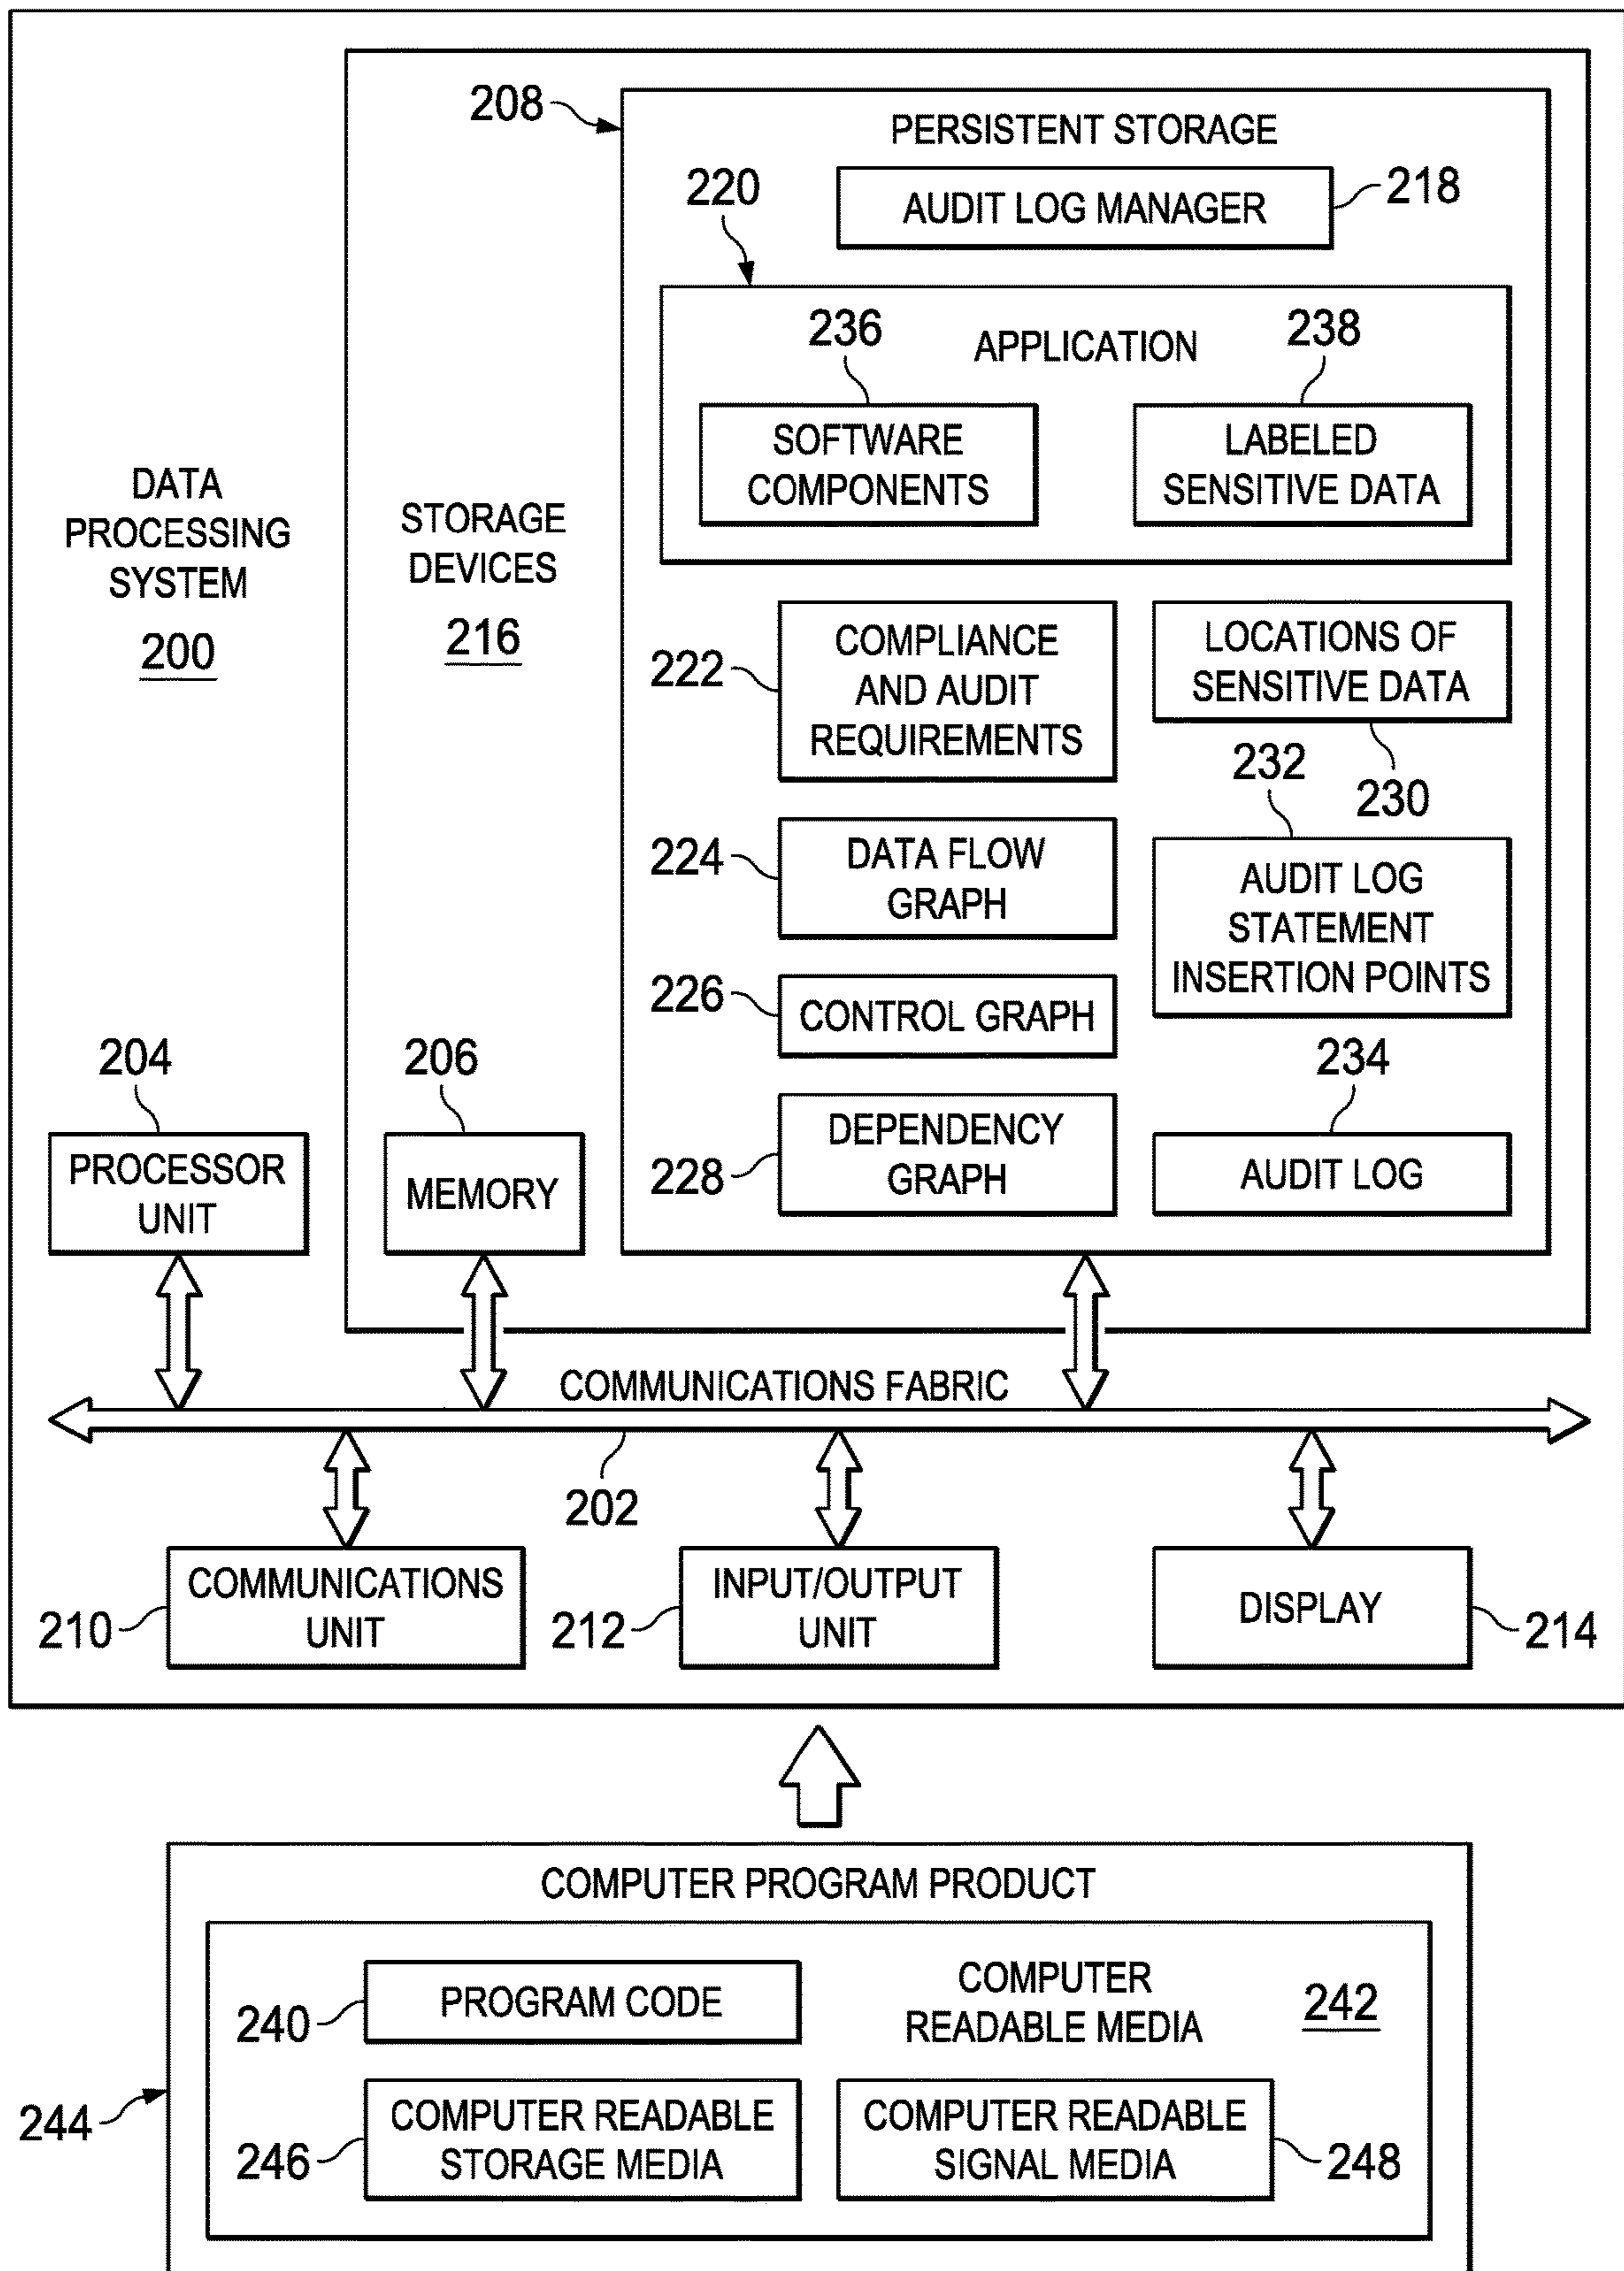 208
PERSISTENT STORAGE
220
AUDIT LOG MANAGER
218
236
APPLICATION
238
SOFTWARE
COMPONENTS
LABELED
SENSITIVE DATA
DATA
PROCESSING
SYSTEM
200
STORAGE
DEVICES
216
222
COMPLIANCE
AND AUDIT
REQUIREMENTS
LOCATIONS OF
SENSITIVE DATA
230
232
224
DATA FLOW
GRAPH
AUDIT LOG
STATEMENT
INSERTION POINTS
226
CONTROL GRAPH
204
206
234
PROCESSOR
UNIT
MEMORY
228
DEPENDENCY
GRAPH
AUDIT LOG
COMMUNICATIONS FABRIC
202
210
COMMUNICATIONS
UNIT
212
INPUT/OUTPUT
UNIT
DISPLAY
214
COMPUTER PROGRAM PRODUCT
240
PROGRAM CODE
COMPUTER
READABLE MEDIA
242
244
246
COMPUTER READABLE
STORAGE MEDIA
COMPUTER READABLE
SIGNAL MEDIA
248